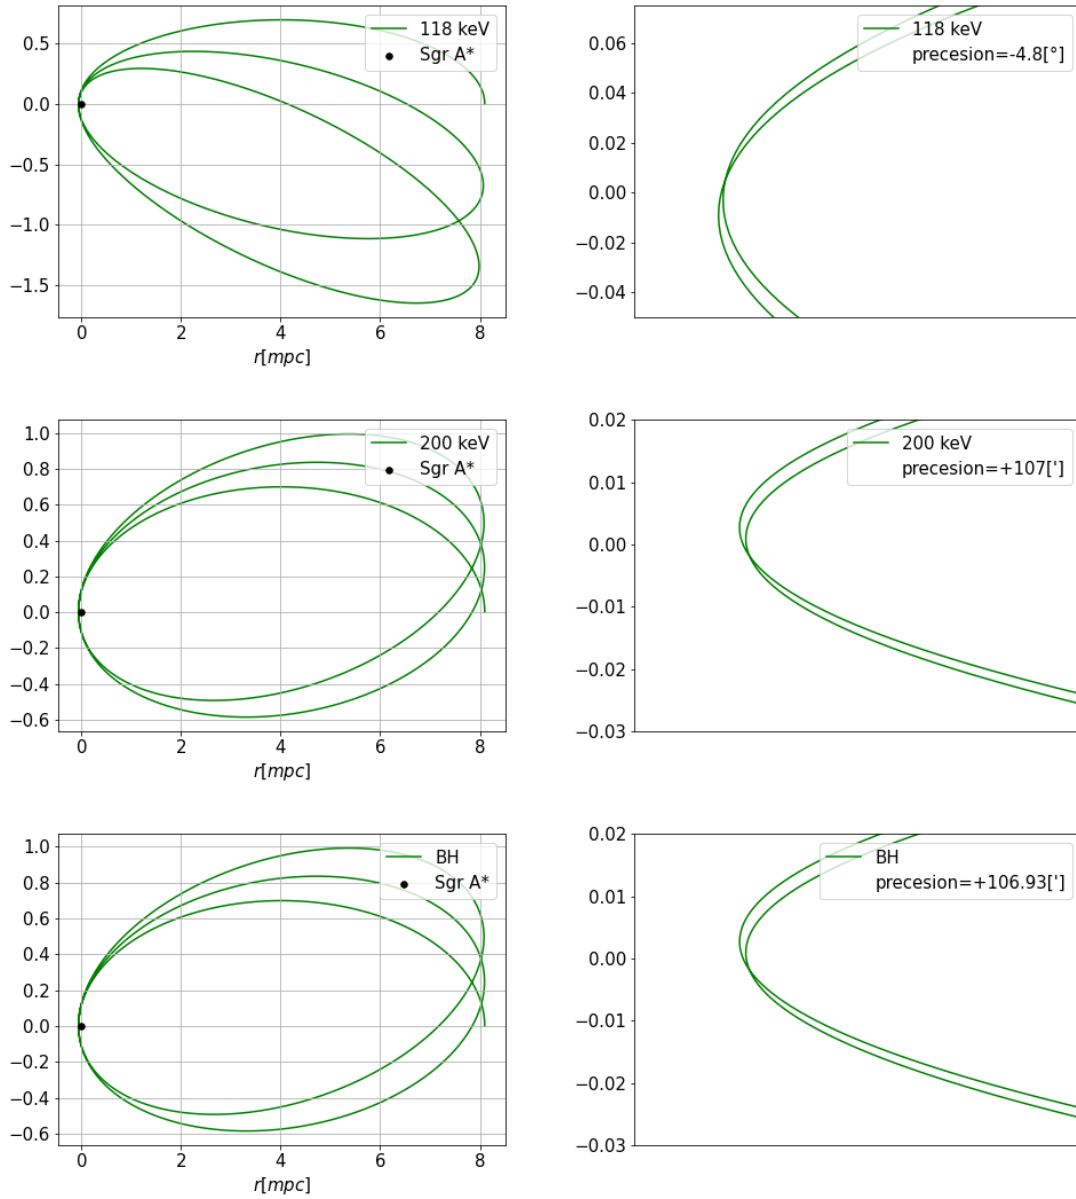 0.5
0.0
−0.5
−1.0
−1.5
0 2 4 6 8
r[mpc]
118 keV
Sgr A*
0.06
0.04
0.02
0.00
−0.02
−0.04
118 keV
precesion=-4.8[°]
1.0
0.8
0.6
0.4
0.2
0.0
−0.2
−0.4
−0.6
0 2 4 6 8
r[mpc]
200 keV
Sgr A*
0.02
0.01
0.00
−0.01
−0.02
−0.03
200 keV
precesion=+107[']
1.0
0.8
0.6
0.4
0.2
0.0
−0.2
−0.4
−0.6
0 2 4 6 8
r[mpc]
BH
Sgr A*
0.02
0.01
0.00
−0.01
−0.02
−0.03
BH
precesion=+106.93[']